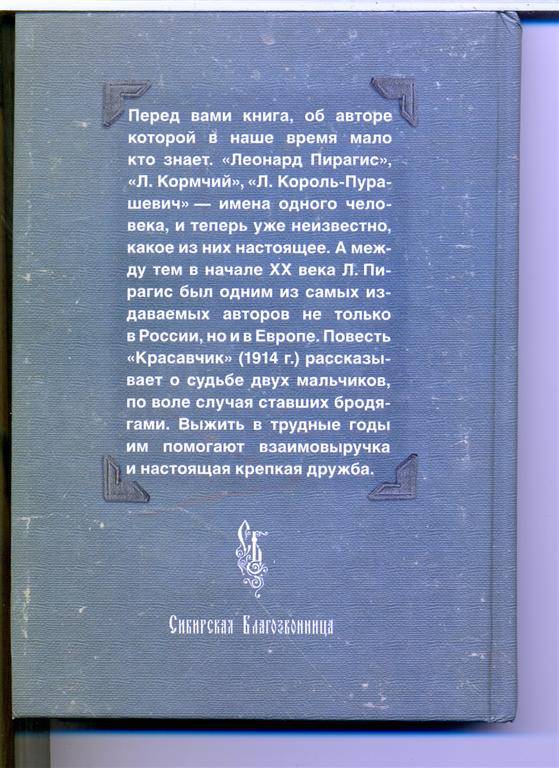 Перед вами книга, об авторе
которой в наше время мало
кто знает. «Леонард Пирагис»,
«Л. Кормчий», «Л. Король-Пура-
шевич» — имена одного чело-
века, и теперь уже неизвестно,
какое из них настоящее. А меж-
ду тем в начале XX века Л. Пи-
рагис был одним из самых из-
даваемых авторов не только
в России, но и в Европе. Повесть
«Красавчик» (1914 г.) рассказы-
вает о судьбе двух мальчиков,
по воле случая ставших бродя-
гами. Выжить в трудные годы
им помогают взаимовыручка
и настоящая крепкая дружба.
СБ
Сибирская Благозвонница